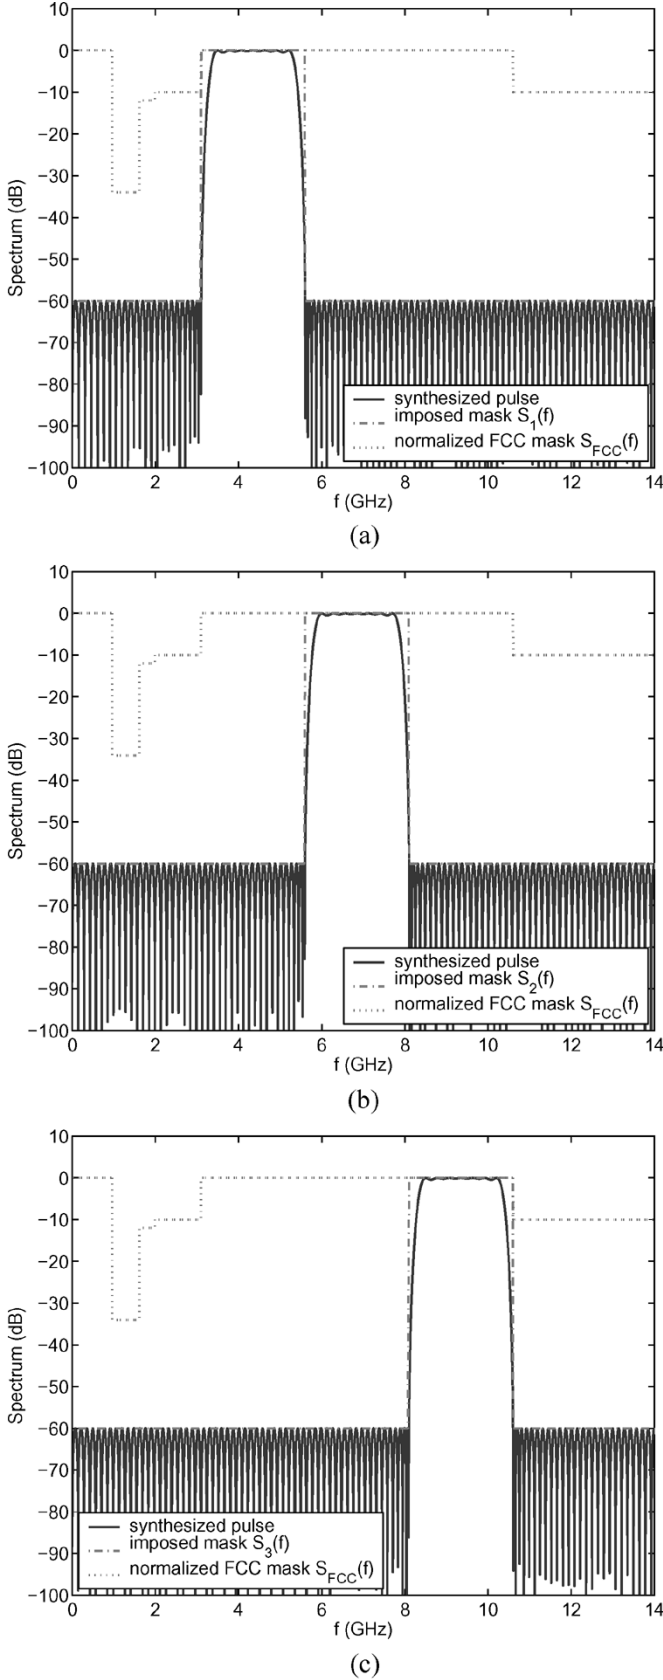 10
0
−10
−20
−30
−40
−50
−60
−70
−80
−90
−100
Spectrum (dB)
synthesized pulse
imposed mask S1(f)
normalized FCC mask SFCC(f)
0 2 4 6 8 10 12 14
f (GHz)
(a)
10
0
−10
−20
−30
−40
−50
−60
−70
−80
−90
−100
Spectrum (dB)
synthesized pulse
imposed mask S2(f)
normalized FCC mask SFCC(f)
0 2 4 6 8 10 12 14
f (GHz)
(b)
10
0
−10
−20
−30
−40
−50
−60
−70
−80
−90
−100
Spectrum (dB)
synthesized pulse
imposed mask S3(f)
normalized FCC mask SFCC(f)
0 2 4 6 8 10 12 14
f (GHz)
(c)